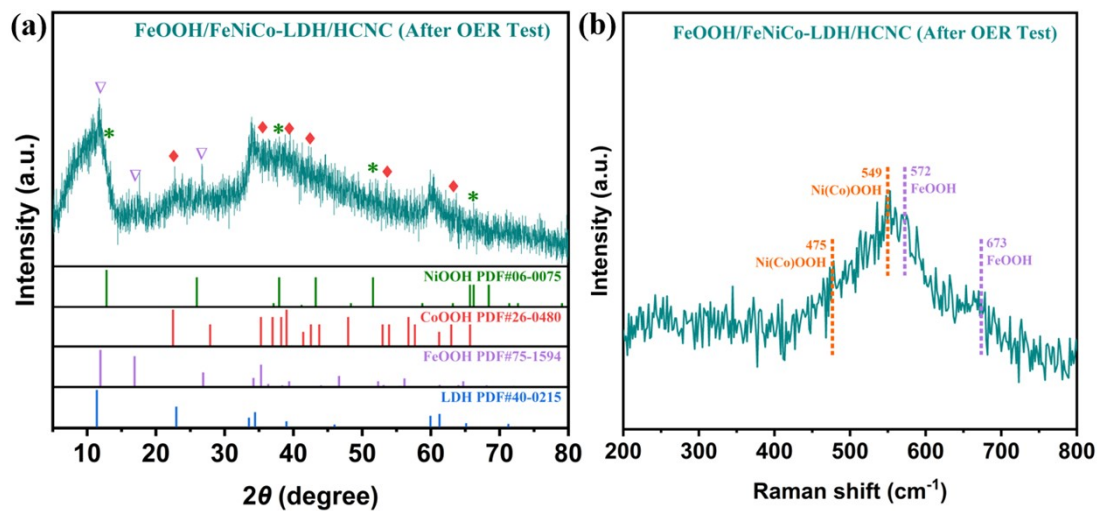 (a)
FeOOH/FeNiCo-LDH/HCNC (After OER Test)
Intensity (a.u.)
NiOOH PDF#06-0075
CoOOH PDF#26-0480
FeOOH PDF#75-1594
LDH PDF#40-0215
10 20 30 40 50 60 70 80
2θ (degree)
(b)
FeOOH/FeNiCo-LDH/HCNC (After OER Test)
Intensity (a.u.)
549
Ni(Co)OOH
572
FeOOH
475
Ni(Co)OOH
673
FeOOH
200 300 400 500 600 700 800
Raman shift (cm-1)